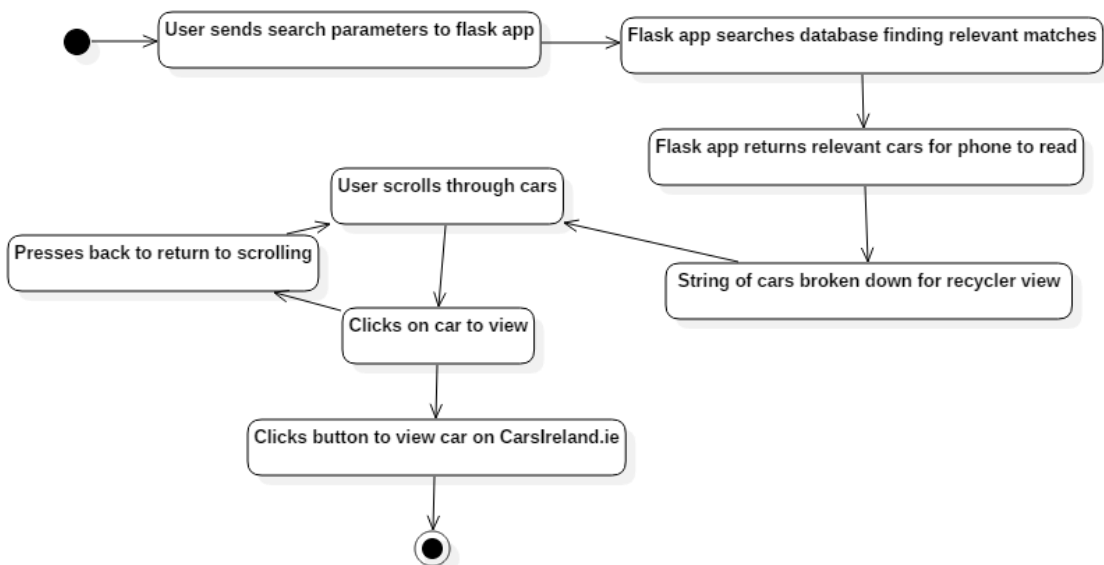 User sends search parameters to flask app
Flask app searches database finding relevant matches
Flask app returns relevant cars for phone to read
String of cars broken down for recycler view
User scrolls through cars
Clicks on car to view
Presses back to return to scrolling
Clicks button to view car on CarsIreland.ie